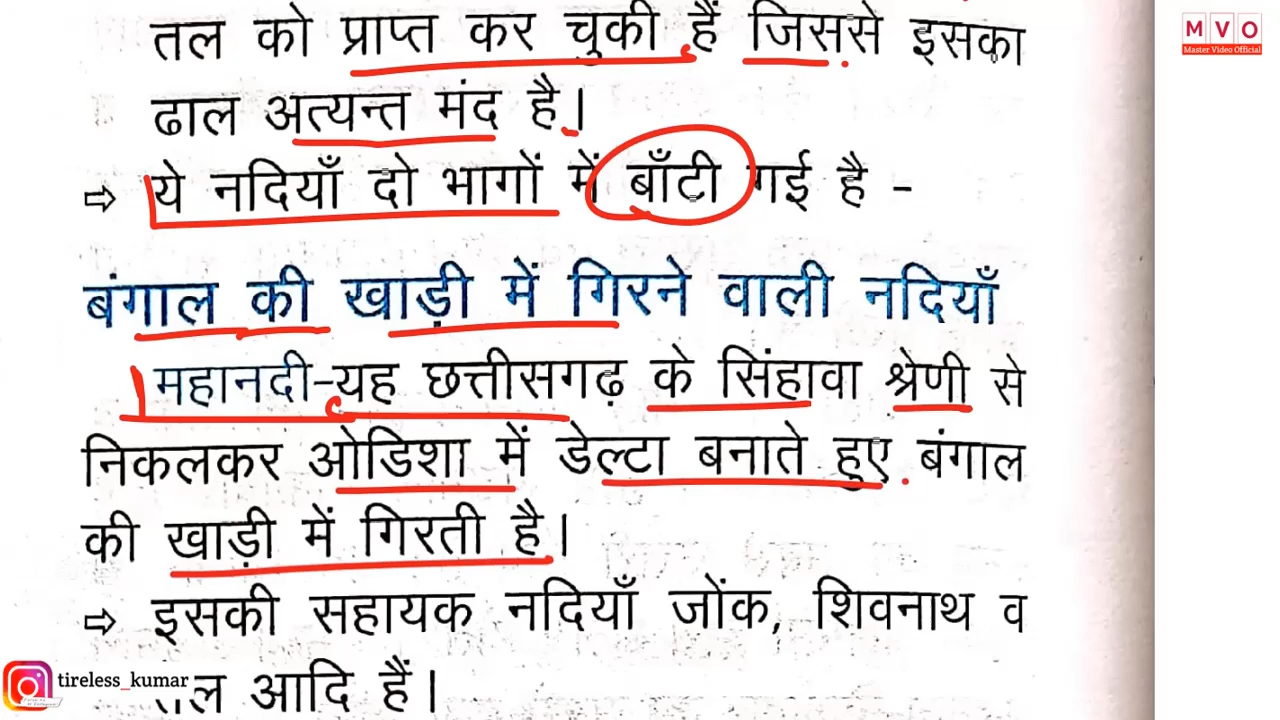 तल को प्राप्त कर चुकी हैं जिससे इसका
ढाल अत्यन्त मंद है।
⇨ ये नदियाँ दो भागों में बाँटी गई है -
बंगाल की खाड़ी में गिरने वाली नदियाँ
महानदी-यह छत्तीसगढ़ के सिंहावा श्रेणी से
निकलकर ओडिशा में डेल्टा बनाते हुए बंगाल
की खाड़ी में गिरती है।
⇨ इसकी सहायक नदियाँ जोंक, शिवनाथ व
आदि हैं।
MVO
Master Video Official
tireless_kumar